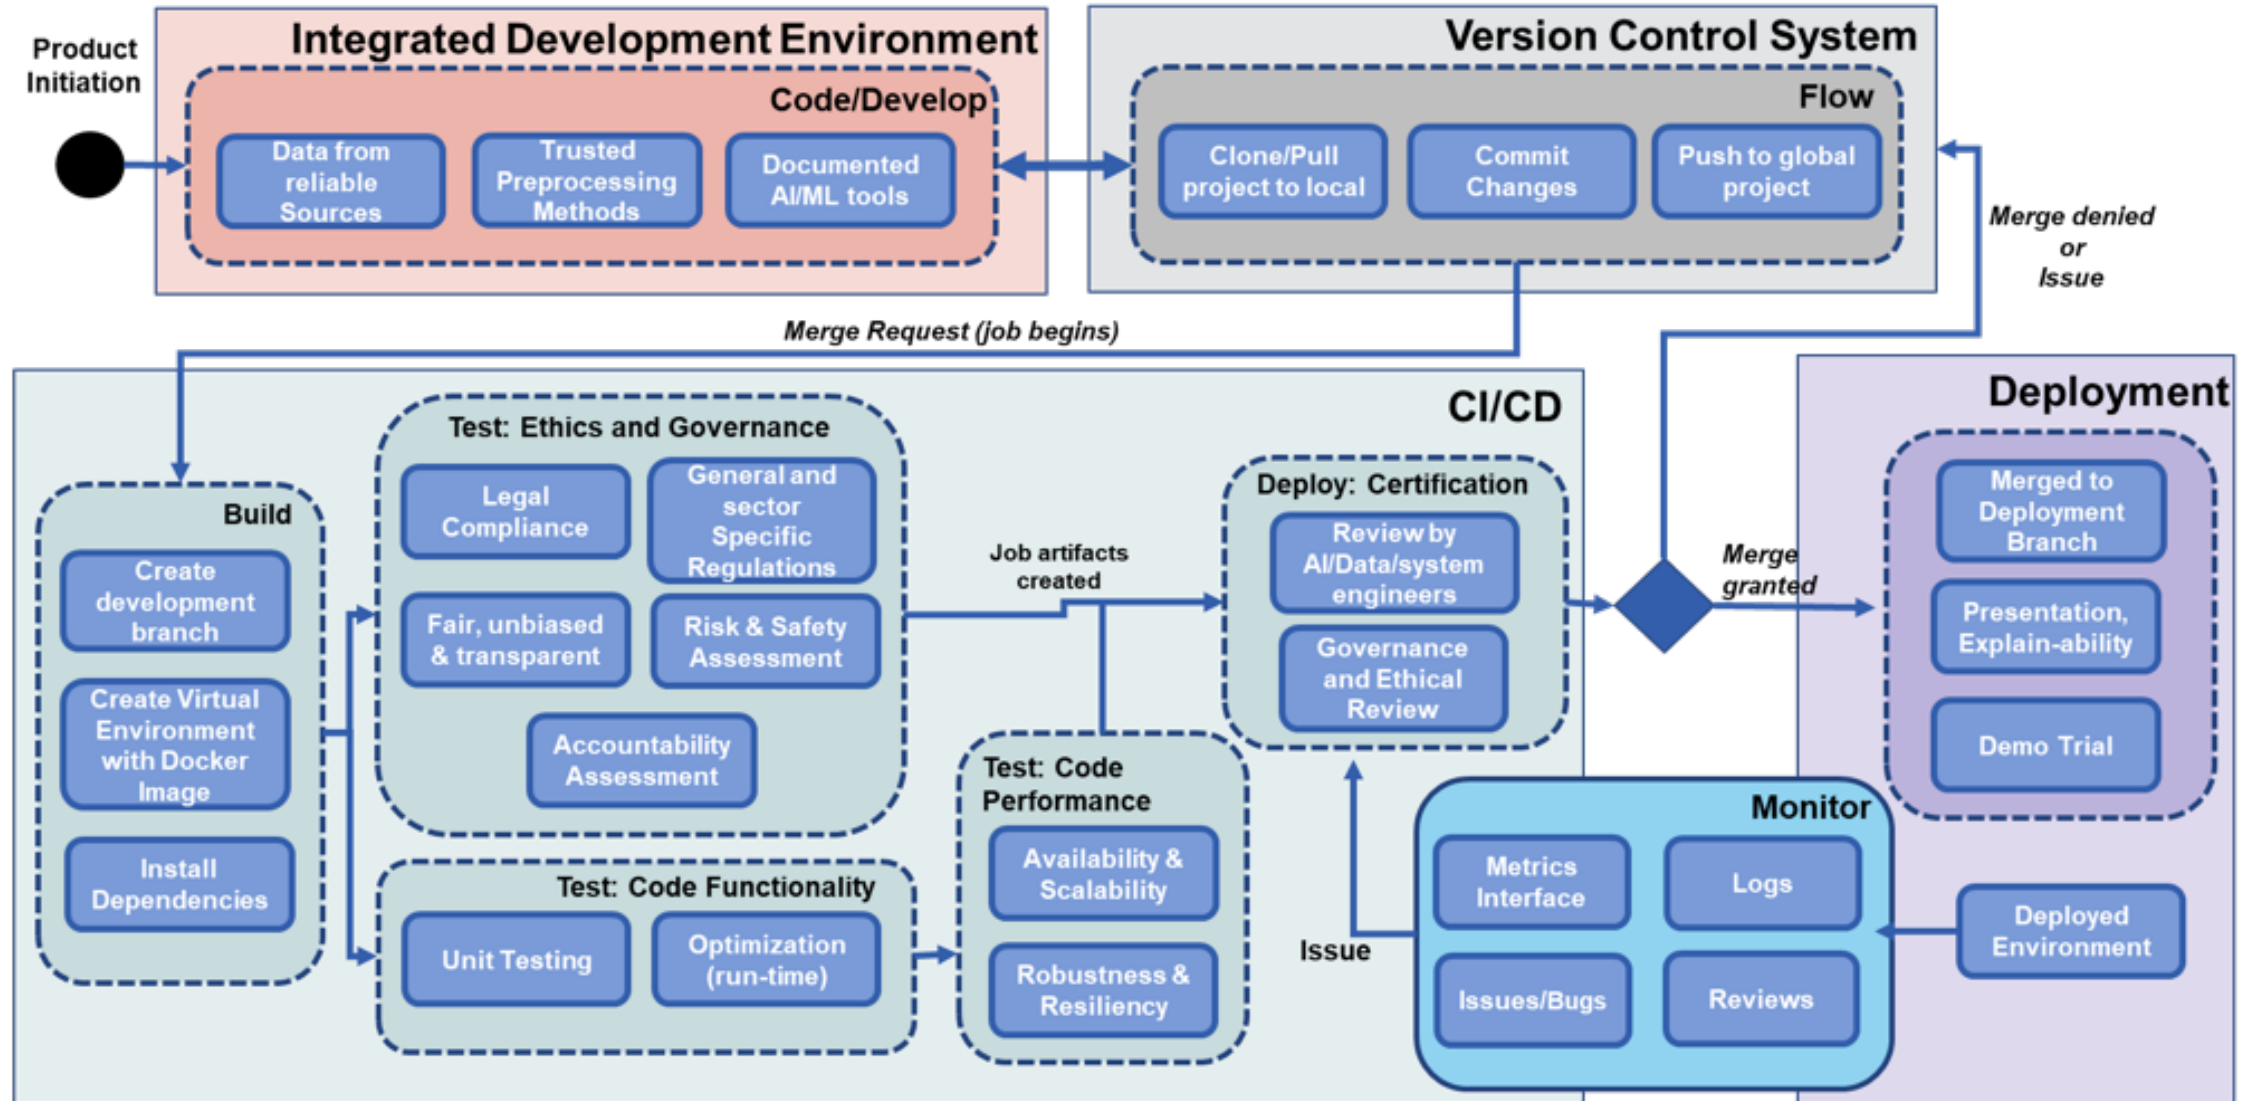 Product
Initiation
Integrated Development Environment
Code/Develop
Data from
reliable
Sources
Trusted
Preprocessing
Methods
Documented
AI/ML tools
Version Control System
Flow
Clone/Pull
project to local
Commit
Changes
Push to global
project
Merge denied
or
Issue
Merge Request (job begins)
CI/CD
Build
Create
development
branch
Create Virtual
Environment
with Docker
Image
Install
Dependencies
Test: Ethics and Governance
Legal
Compliance
General and
sector
Specific
Regulations
Fair, unbiased
& transparent
Risk & Safety
Assessment
Accountability
Assessment
Test: Code Functionality
Unit Testing
Optimization
(run-time)
Job artifacts
created
Test: Code
Performance
Availability &
Scalability
Robustness &
Resiliency
Deploy: Certification
Review by
AI/Data/system
engineers
Governance
and Ethical
Review
Merge
granted
Deployment
Merged to
Deployment
Branch
Presentation,
Explain-ability
Demo Trial
Deployed
Environment
Monitor
Metrics
Interface
Logs
Issues/Bugs
Reviews
Issue